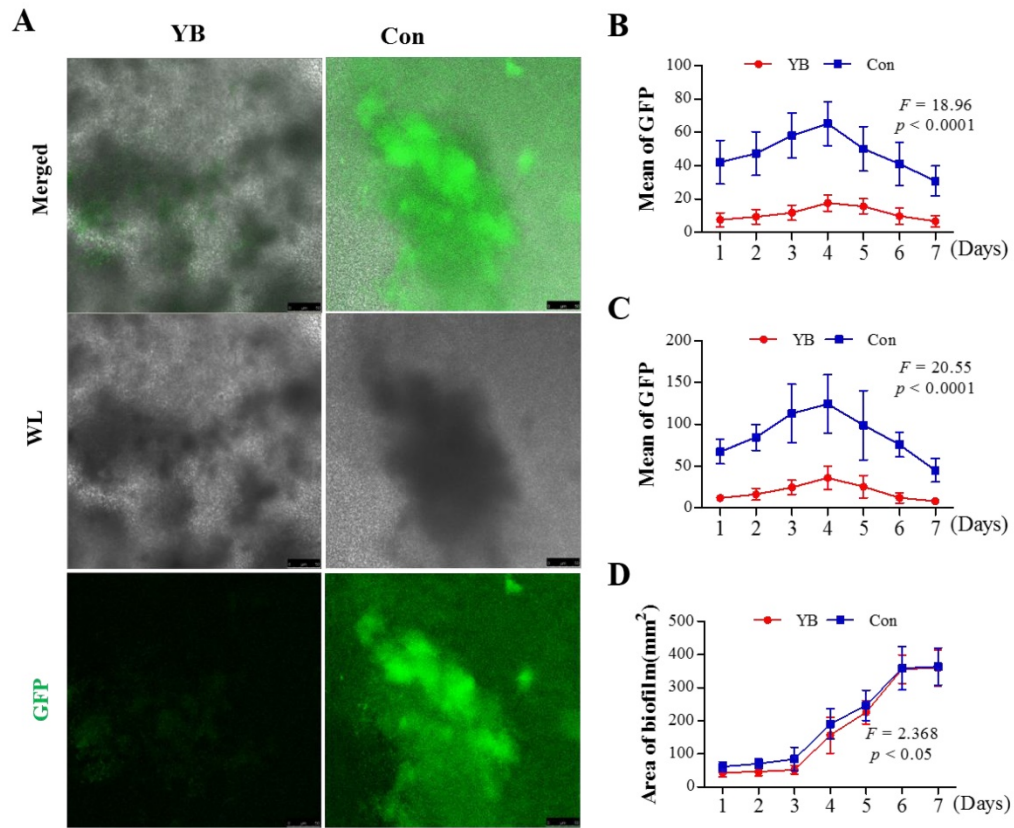 A
YB
Con
Merged
WL
GFP
B
YB Con
F = 18.96
p < 0.0001
Mean of GFP
100
80
60
40
20
0
1 2 3 4 5 6 7 (Days)
C
YB Con
F = 20.55
p < 0.0001
Mean of GFP
200
150
100
50
0
1 2 3 4 5 6 7 (Days)
D
YB Con
Area of biofilm(mm²)
500
400
300
200
100
0
F = 2.368
p < 0.05
1 2 3 4 5 6 7 (Days)